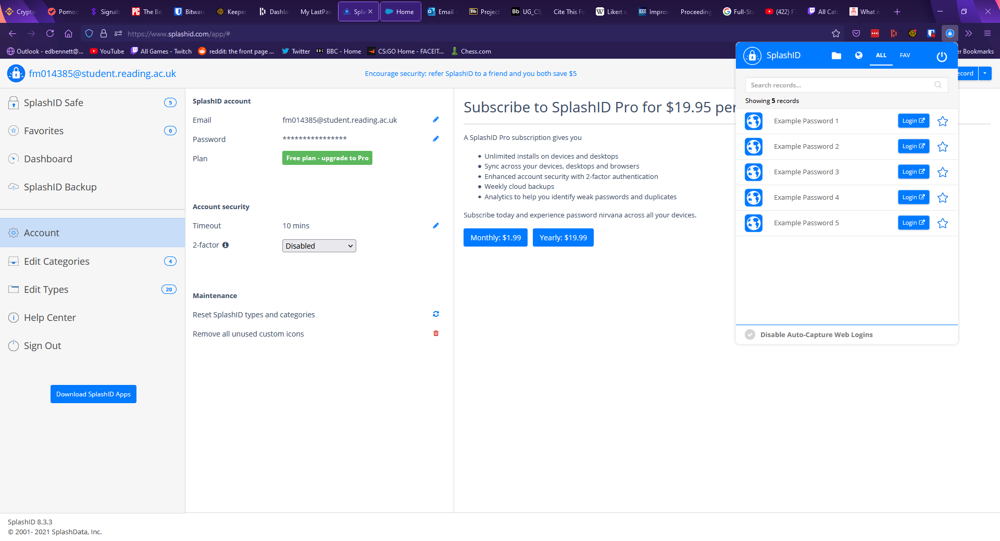 Crypto Pomod Signals The Be Bitwar Keeper Dashla My LastPas Spla Home Email - Project UG_CS Cite This Fo Likert s Improv Proceeding Full-Sta (422) FT All Cate What is
https://www.splashid.com/app/#
Outlook - edbennett@... YouTube All Games - Twitch reddit: the front page ... Twitter BBC - Home CS:GO Home - FACEIT... Chess.com er Bookmarks
fm014385@student.reading.ac.uk
Encourage security: refer SplashID to a friend and you both save $5
ecord
SplashID Safe 5
Favorites 0
Dashboard
SplashID Backup
Account
Edit Categories 4
Edit Types 20
Help Center
Sign Out
Download SplashID Apps
SplashID account
Email fm014385@student.reading.ac.uk
Password ****************
Plan Free plan - upgrade to Pro
Account security
Timeout 10 mins
2-factor Disabled
Maintenance
Reset SplashID types and categories
Remove all unused custom icons
Subscribe to SplashID Pro for $19.95 per
A SplashID Pro subscription gives you
• Unlimited installs on devices and desktops
• Sync across your devices, desktops and browsers
• Enhanced account security with 2-factor authentication
• Weekly cloud backups
• Analytics to help you identify weak passwords and duplicates
Subscribe today and experience password nirvana across all your devices.
Monthly: $1.99 Yearly: $19.99
SplashID ALL FAV
Search records...
Showing 5 records
Example Password 1 Login
Example Password 2 Login
Example Password 3 Login
Example Password 4 Login
Example Password 5 Login
Disable Auto-Capture Web Logins
SplashID 8.3.3
© 2001- 2021 SplashData, Inc.